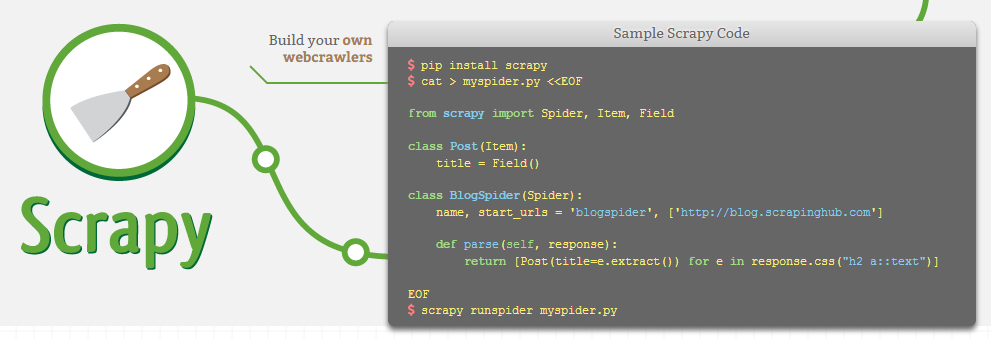 Scrapy
Build your own
webcrawlers
Sample Scrapy Code
$ pip install scrapy
$ cat > myspider.py <<EOF
from scrapy import Spider, Item, Field
class Post(Item):
    title = Field()
class BlogSpider(Spider):
    name, start_urls = 'blogspider', ['http://blog.scrapinghub.com']
    def parse(self, response):
        return [Post(title=e.extract()) for e in response.css("h2 a::text")]
EOF
$ scrapy runspider myspider.py